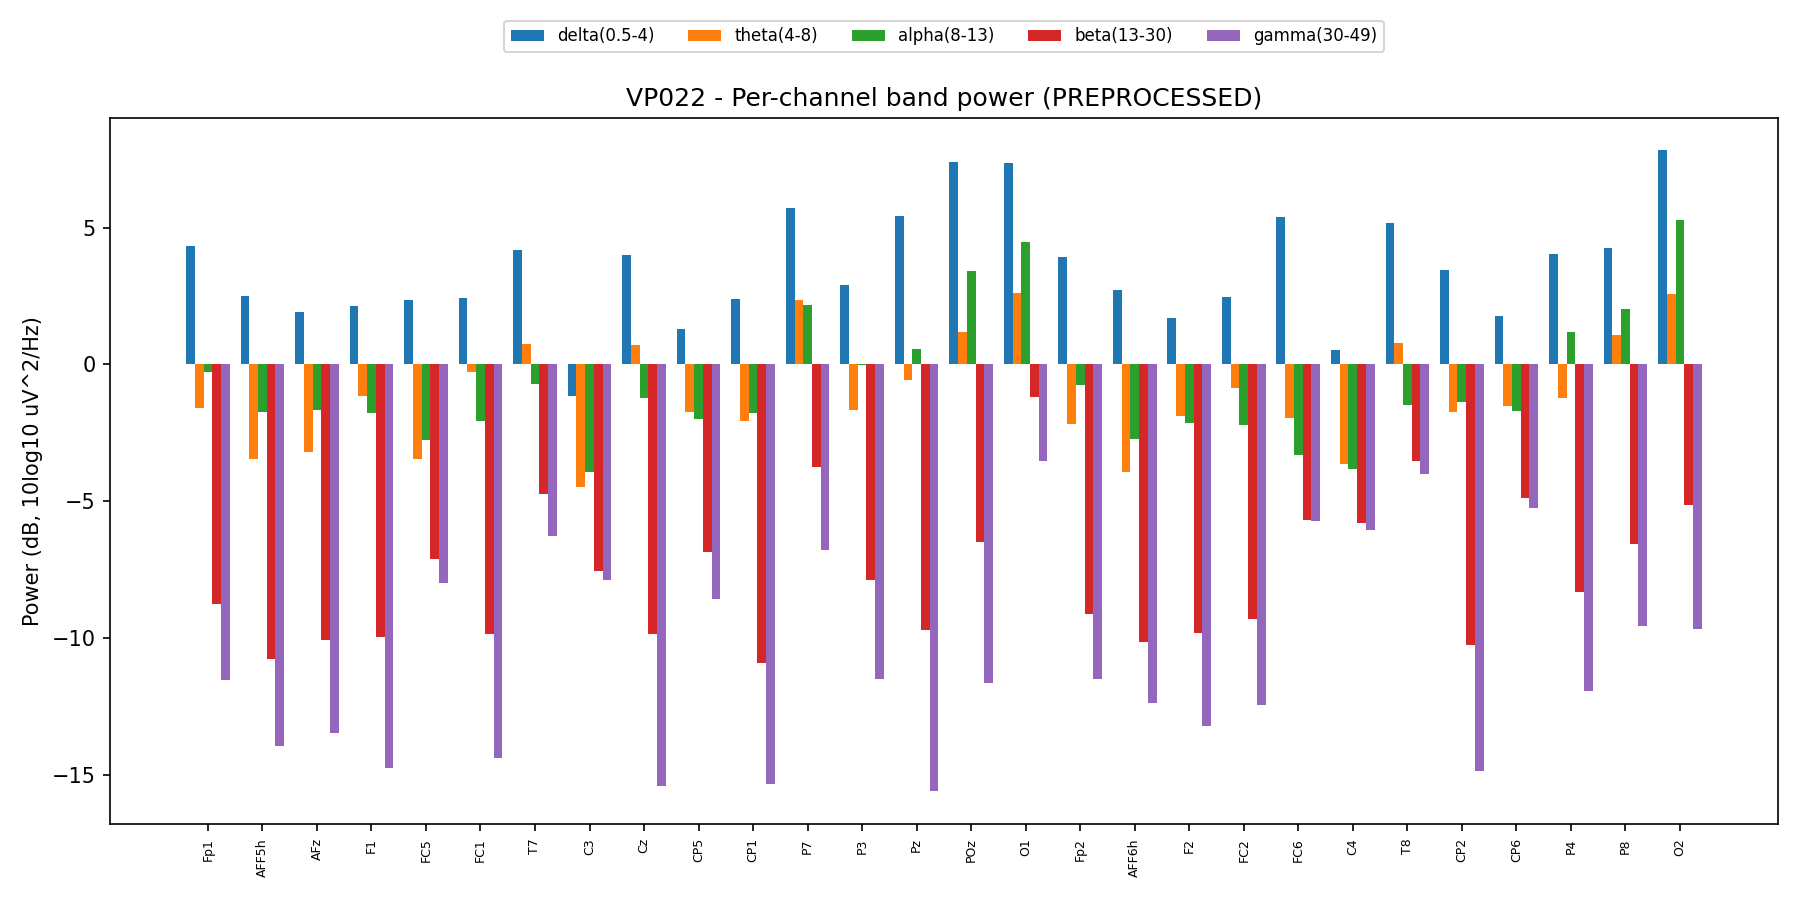 delta(0.5-4) theta(4-8) alpha(8-13) beta(13-30) gamma(30-49)
VP022 - Per-channel band power (PREPROCESSED)
Power (dB, 10log10 uV^2/Hz)
5
0
−5
−10
−15
Fp1 AFF5h AFz F1 FC5 FC1 T7 C3 Cz CP5 CP1 P7 P3 Pz POz O1 Fp2 AFF6h F2 FC2 FC6 C4 T8 CP2 CP6 P4 P8 O2